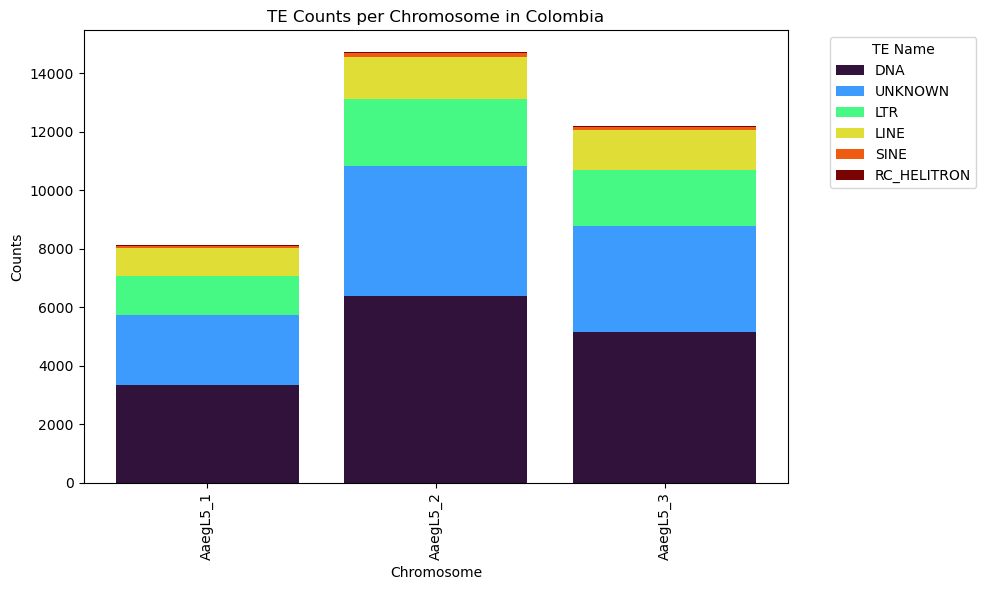 TE Counts per Chromosome in Colombia
TE Name
DNA
UNKNOWN
LTR
LINE
SINE
RC_HELITRON
Counts
14000
12000
10000
8000
6000
4000
2000
0
AaegL5_1
AaegL5_2
AaegL5_3
Chromosome